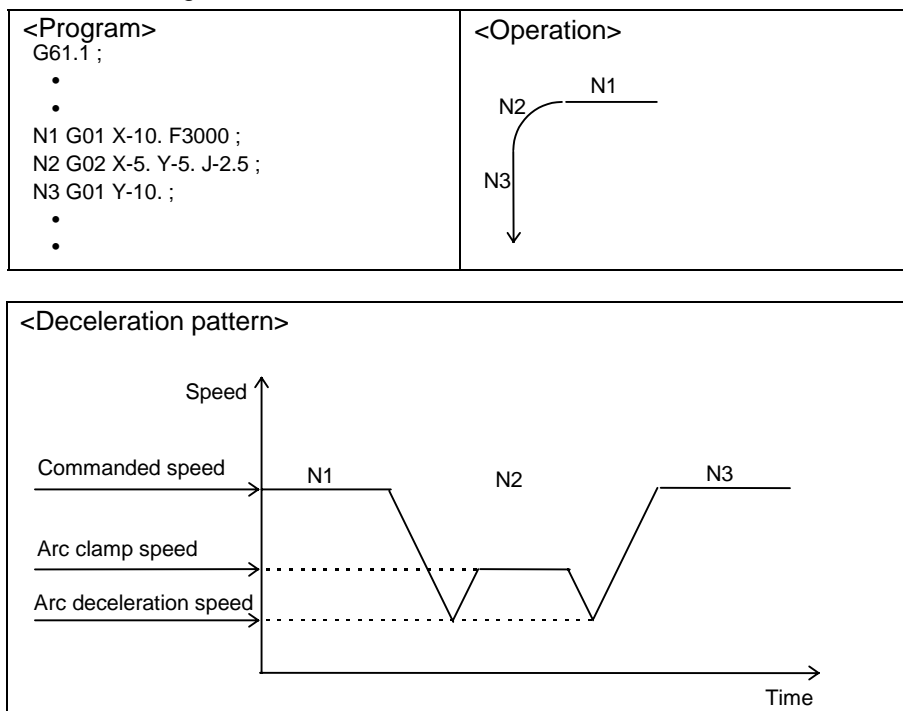 <Program>
G61.1 ;
•
•
N1 G01 X-10. F3000 ;
N2 G02 X-5. Y-5. J-2.5 ;
N3 G01 Y-10. ;
•
•
<Operation>
N1
N2
N3
<Deceleration pattern>
Speed
Commanded speed
N1
N2
N3
Arc clamp speed
Arc deceleration speed
Time